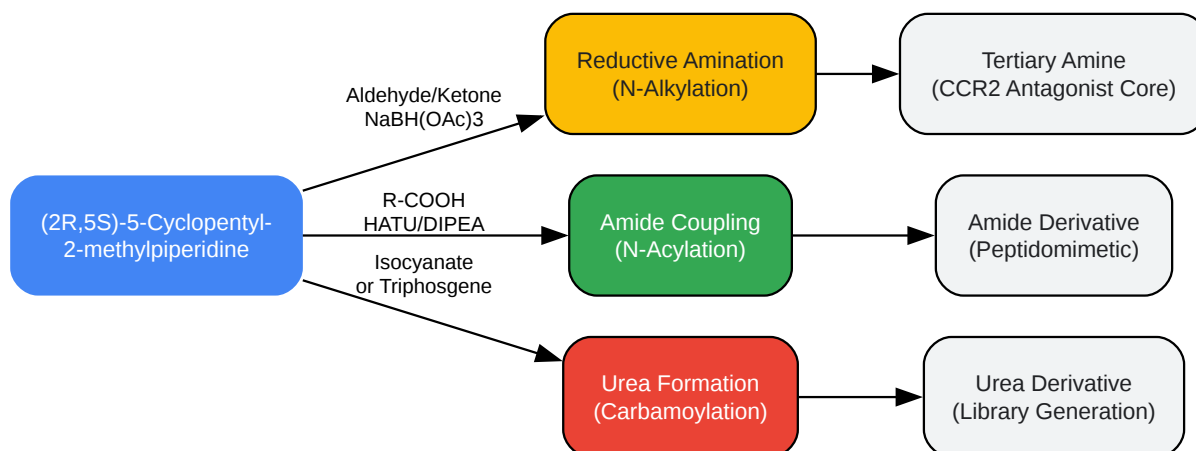 Reductive Amination
(N-Alkylation)
Tertiary Amine
(CCR2 Antagonist Core)
Aldehyde/Ketone
NaBH(OAc)3
(2R,5S)-5-Cyclopentyl-
2-methylpiperidine
R-COOH
HATU/DIPEA
Amide Coupling
(N-Acylation)
Amide Derivative
(Peptidomimetic)
Isocyanate
or Triphosgene
Urea Formation
(Carbamoylation)
Urea Derivative
(Library Generation)